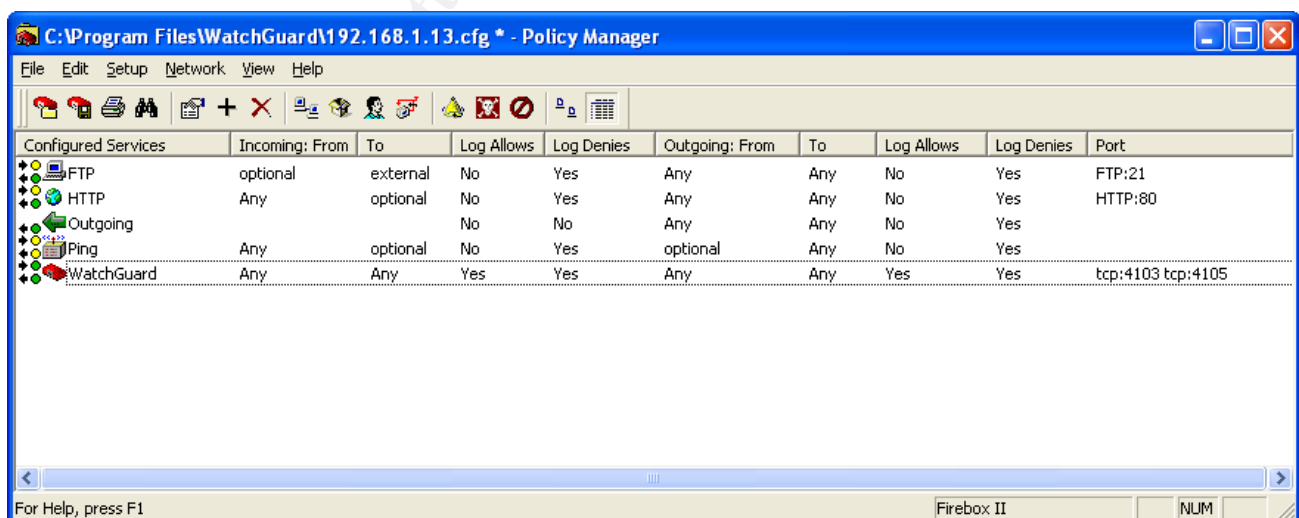 C:\Program Files\WatchGuard\192.168.1.13.cfg * - Policy Manager
File Edit Setup Network View Help
Configured Services Incoming: From To Log Allows Log Denies Outgoing: From To Log Allows Log Denies Port
FTP optional external No Yes Any Any No Yes FTP:21
HTTP Any optional No Yes Any Any No Yes HTTP:80
Outgoing No No Any Any No Yes
Ping Any optional No Yes optional Any No Yes
WatchGuard Any Any Yes Yes Any Any Yes Yes tcp:4103 tcp:4105
For Help, press F1 Firebox II NUM